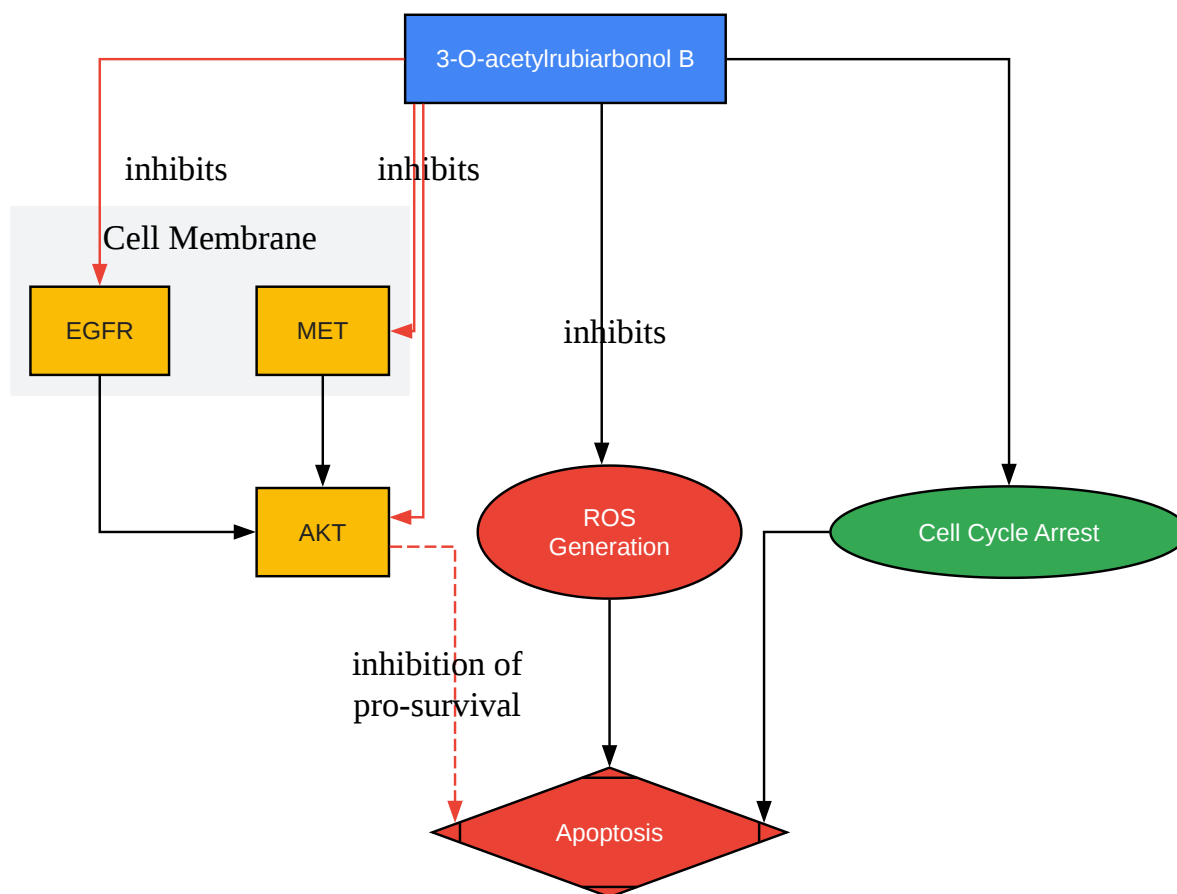 3-O-acetylrubiarbonol B
inhibits
inhibits
Cell Membrane
EGFR
MET
inhibits
AKT
ROS
Generation
Cell Cycle Arrest
inhibition of
pro-survival
Apoptosis